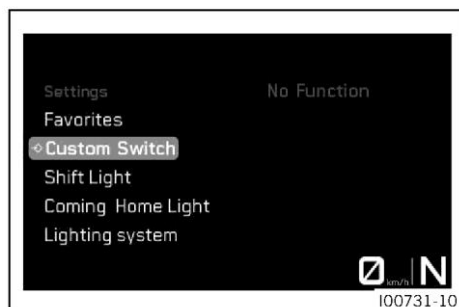 Settings No Function
Favorites
Custom Switch
Shift Light
Coming Home Light
Lighting system
0 km/h N
I00731-10